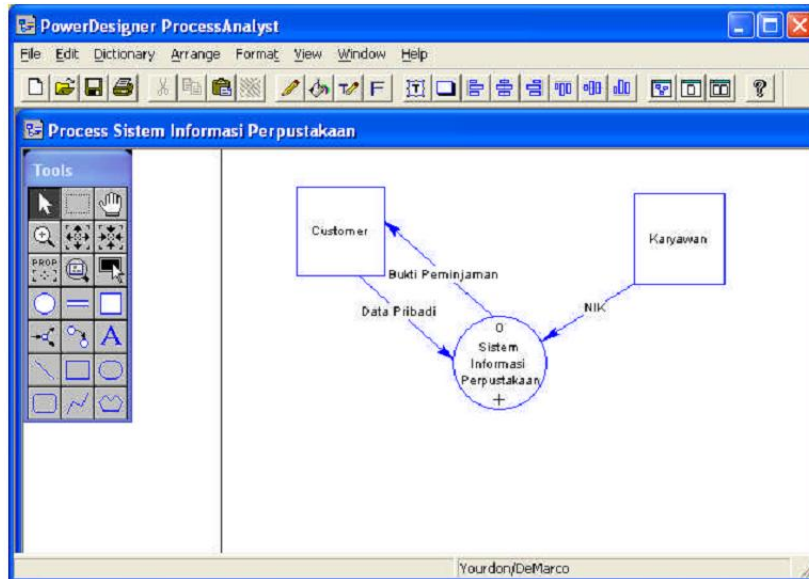 PowerDesigner ProcessAnalyst
File Edit Dictionary Arrange Format View Window Help
T F T ?
Process Sistem Informasi Perpustakaan
Tools
PROP
A
Customer
Karyawan
Bukti Peminjaman
Data Pribadi
NIK
0
Sistem
Informasi
Perpustakaan
+
Yourdon/DeMarco